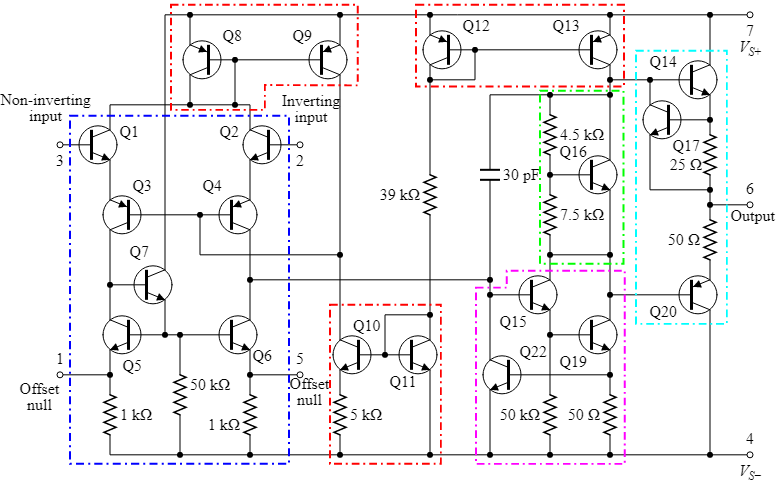 Q8
Q9
Q12
Q13
7
V_S+
Q14
Non-inverting
input
Inverting
input
3
Q1
Q2
2
4.5 kΩ
Q16
Q17
25 Ω
30 pF
39 kΩ
Q3
Q4
6
Output
7.5 kΩ
50 Ω
Q7
Q20
Q15
1
Offset
null
Q5
Q6
5
Offset
null
Q10
Q11
Q22
Q19
50 kΩ
1 kΩ
1 kΩ
5 kΩ
50 kΩ
50 Ω
4
V_S−